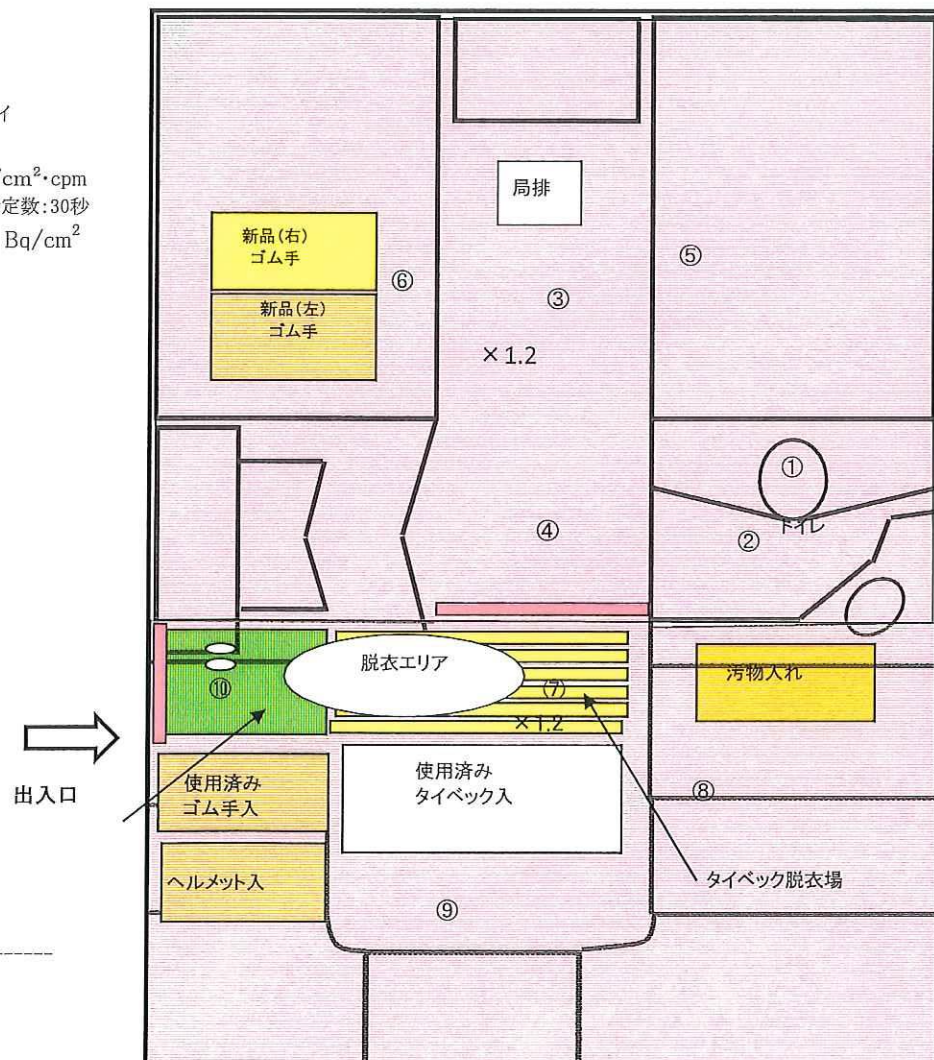 イ
cm²・cpm
定数:30秒
Bq/cm²
局排
新品(右)
ゴム手
新品(左)
ゴム手
⑥
③
⑤
×1.2
①
トイレ
②
④
脱衣エリア
⑩
⑦
×1.2
汚物入れ
出入口
使用済み
ゴム手入
使用済み
タイベック入
⑧
ヘルメット入
タイベック脱衣場
⑨